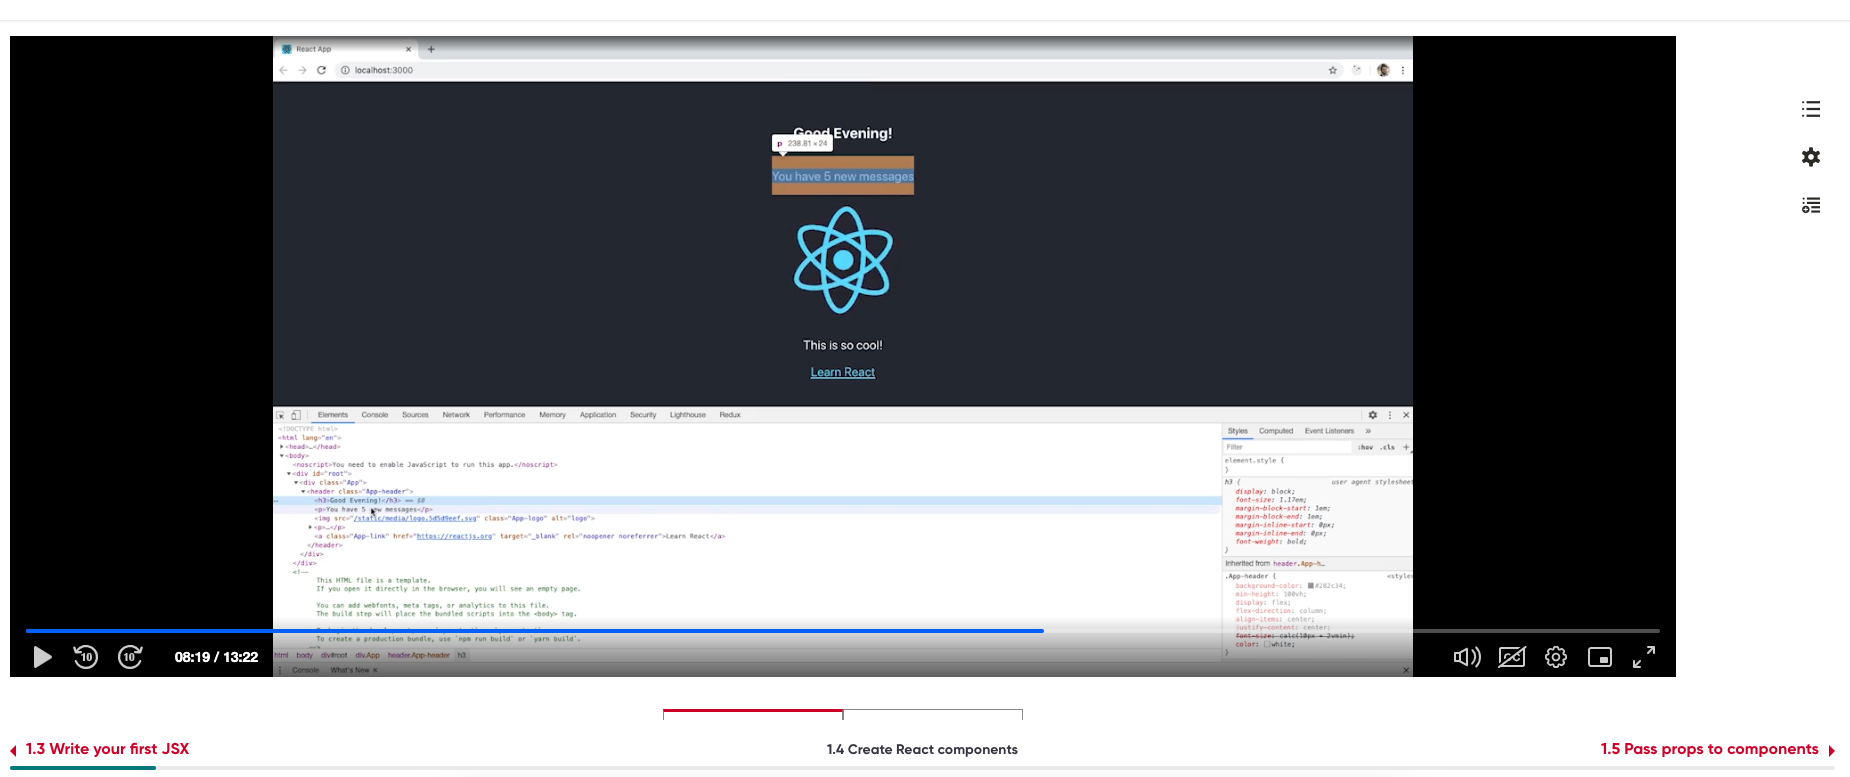 React App
localhost:3000
Good Evening!
p 238.81 × 24
You have 5 new messages
This is so cool!
Learn React
Elements Console Sources Network Performance Memory Application Security Lighthouse Redux
<!DOCTYPE html>
<html lang="en">
<head>…</head>
<body>
<noscript>You need to enable JavaScript to run this app.</noscript>
<div id="root">
<div class="App">
<header class="App-header">
<h3>Good Evening!</h3> == $0
<p>You have 5 new messages</p>
<img src="/static/media/logo.5d5d9eef.svg" class="App-logo" alt="logo">
<p>…</p>
<a class="App-link" href="https://reactjs.org" target="_blank" rel="noopener noreferrer">Learn React</a>
</header>
</div>
</div>
<!--
This HTML file is a template.
If you open it directly in the browser, you will see an empty page.
You can add webfonts, meta tags, or analytics to this file.
The build step will place the bundled scripts into the <body> tag.
To create a production bundle, use `npm run build` or `yarn build`.
html body div#root div.App header.App-header h3
Console What's New
Styles Computed Event Listeners »
Filter :hov .cls +
element.style {
}
h3 { user agent stylesheet
display: block;
font-size: 1.17em;
margin-block-start: 1em;
margin-block-end: 1em;
margin-inline-start: 0px;
margin-inline-end: 0px;
font-weight: bold;
}
Inherited from header.App-h…
.App-header { <style>
background-color: #282c34;
min-height: 100vh;
display: flex;
flex-direction: column;
align-items: center;
justify-content: center;
font-size: calc(10px + 2vmin);
color: white;
}
10 10 08:19 / 13:22
1.3 Write your first JSX
1.4 Create React components
1.5 Pass props to components